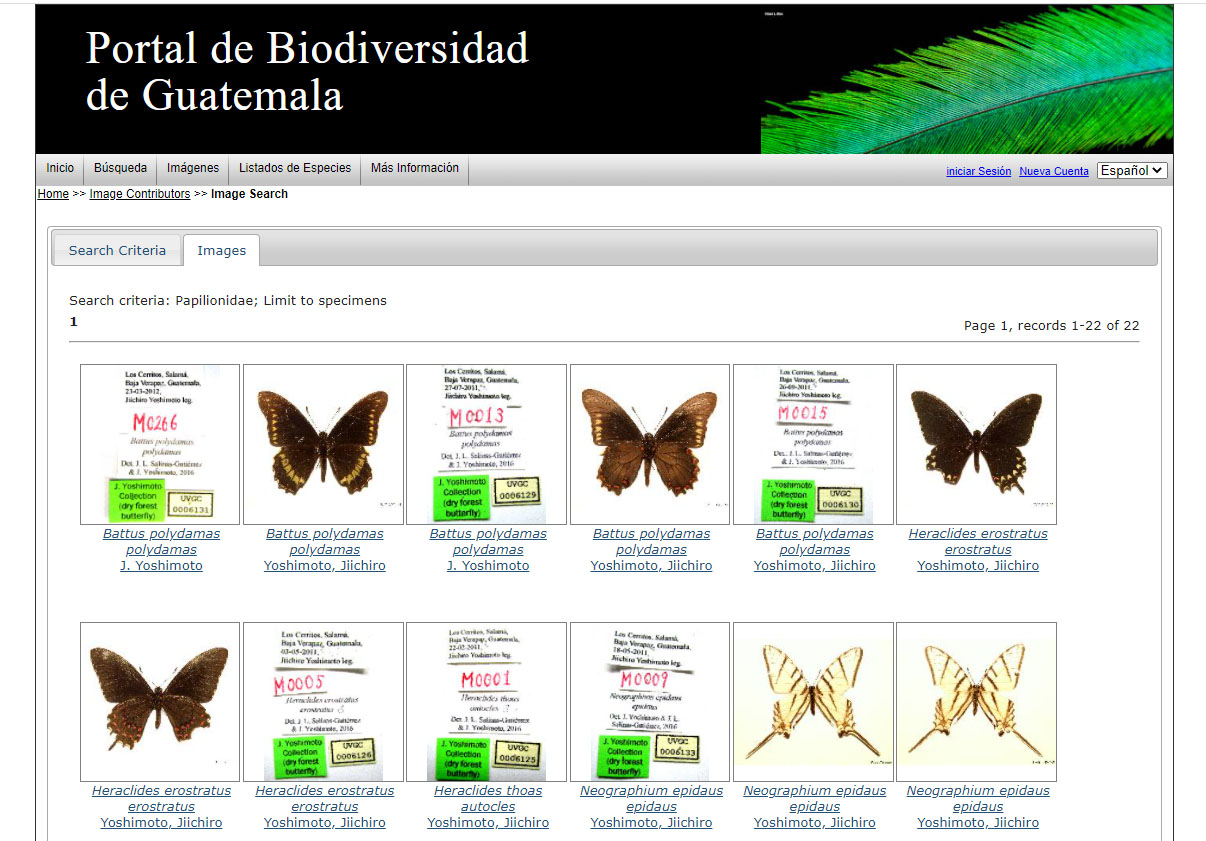 Portal de Biodiversidad
de Guatemala
Inicio
Búsqueda
Imágenes
Listados de Especies
Más Información
iniciar Sesión
Nueva Cuenta
Español
Home >> Image Contributors >> Image Search
Search Criteria
Images
Search criteria: Papilionidae; Limit to specimens
1
Page 1, records 1-22 of 22
Los Cerritos, Salamá,
Baja Verapaz, Guatemala,
23-03-2012,
Jiichiro Yoshimoto leg.
M0266
Battus polydamas
polydamas
Det. J. L. Salinas-Gutiérrez
& J. Yoshimoto, 2016
J. Yoshimoto
Collection
(dry forest
butterfly)
UVGC
0006131
Battus polydamas
polydamas
J. Yoshimoto
Battus polydamas
polydamas
Yoshimoto, Jiichiro
Los Cerritos, Salamá,
Baja Verapaz, Guatemala,
27-07-2011,
Jiichiro Yoshimoto leg.
M0013
Battus polydamas
polydamas
Det. J. L. Salinas-Gutiérrez
& J. Yoshimoto, 2016
J. Yoshimoto
Collection
(dry forest
butterfly)
UVGC
0006129
Battus polydamas
polydamas
J. Yoshimoto
Battus polydamas
polydamas
Yoshimoto, Jiichiro
Los Cerritos, Salamá,
Baja Verapaz, Guatemala,
26-09-2011,
Jiichiro Yoshimoto leg.
M0015
Battus polydamas
polydamas
Det. J. L. Salinas-Gutiérrez
& J. Yoshimoto, 2016
J. Yoshimoto
Collection
(dry forest
butterfly)
UVGC
0006130
Battus polydamas
polydamas
Yoshimoto, Jiichiro
Heraclides erostratus
erostratus
Yoshimoto, Jiichiro
Heraclides erostratus
erostratus
Yoshimoto, Jiichiro
Los Cerritos, Salamá,
Baja Verapaz, Guatemala,
03-05-2011,
Jiichiro Yoshimoto leg.
M0005
Heraclides erostratus
erostratus ♂
Det. J. L. Salinas-Gutiérrez
& J. Yoshimoto, 2016
J. Yoshimoto
Collection
(dry forest
butterfly)
UVGC
0006126
Heraclides erostratus
erostratus
Yoshimoto, Jiichiro
Los Cerritos, Salamá,
Baja Verapaz, Guatemala,
22-02-2011,
Jiichiro Yoshimoto leg.
M0001
Heraclides thoas
autocles
Det. J. L. Salinas-Gutiérrez
& J. Yoshimoto, 2016
J. Yoshimoto
Collection
(dry forest
butterfly)
UVGC
0006125
Heraclides thoas
autocles
Yoshimoto, Jiichiro
Los Cerritos, Salamá,
Baja Verapaz, Guatemala,
18-05-2011,
Jiichiro Yoshimoto leg.
M0009
Neographium epidaus
epidaus
Det. J. Yoshimoto & J. L.
Salinas-Gutiérrez, 2016
J. Yoshimoto
Collection
(dry forest
butterfly)
UVGC
0006133
Neographium epidaus
epidaus
Yoshimoto, Jiichiro
Neographium epidaus
epidaus
Yoshimoto, Jiichiro
Neographium epidaus
epidaus
Yoshimoto, Jiichiro